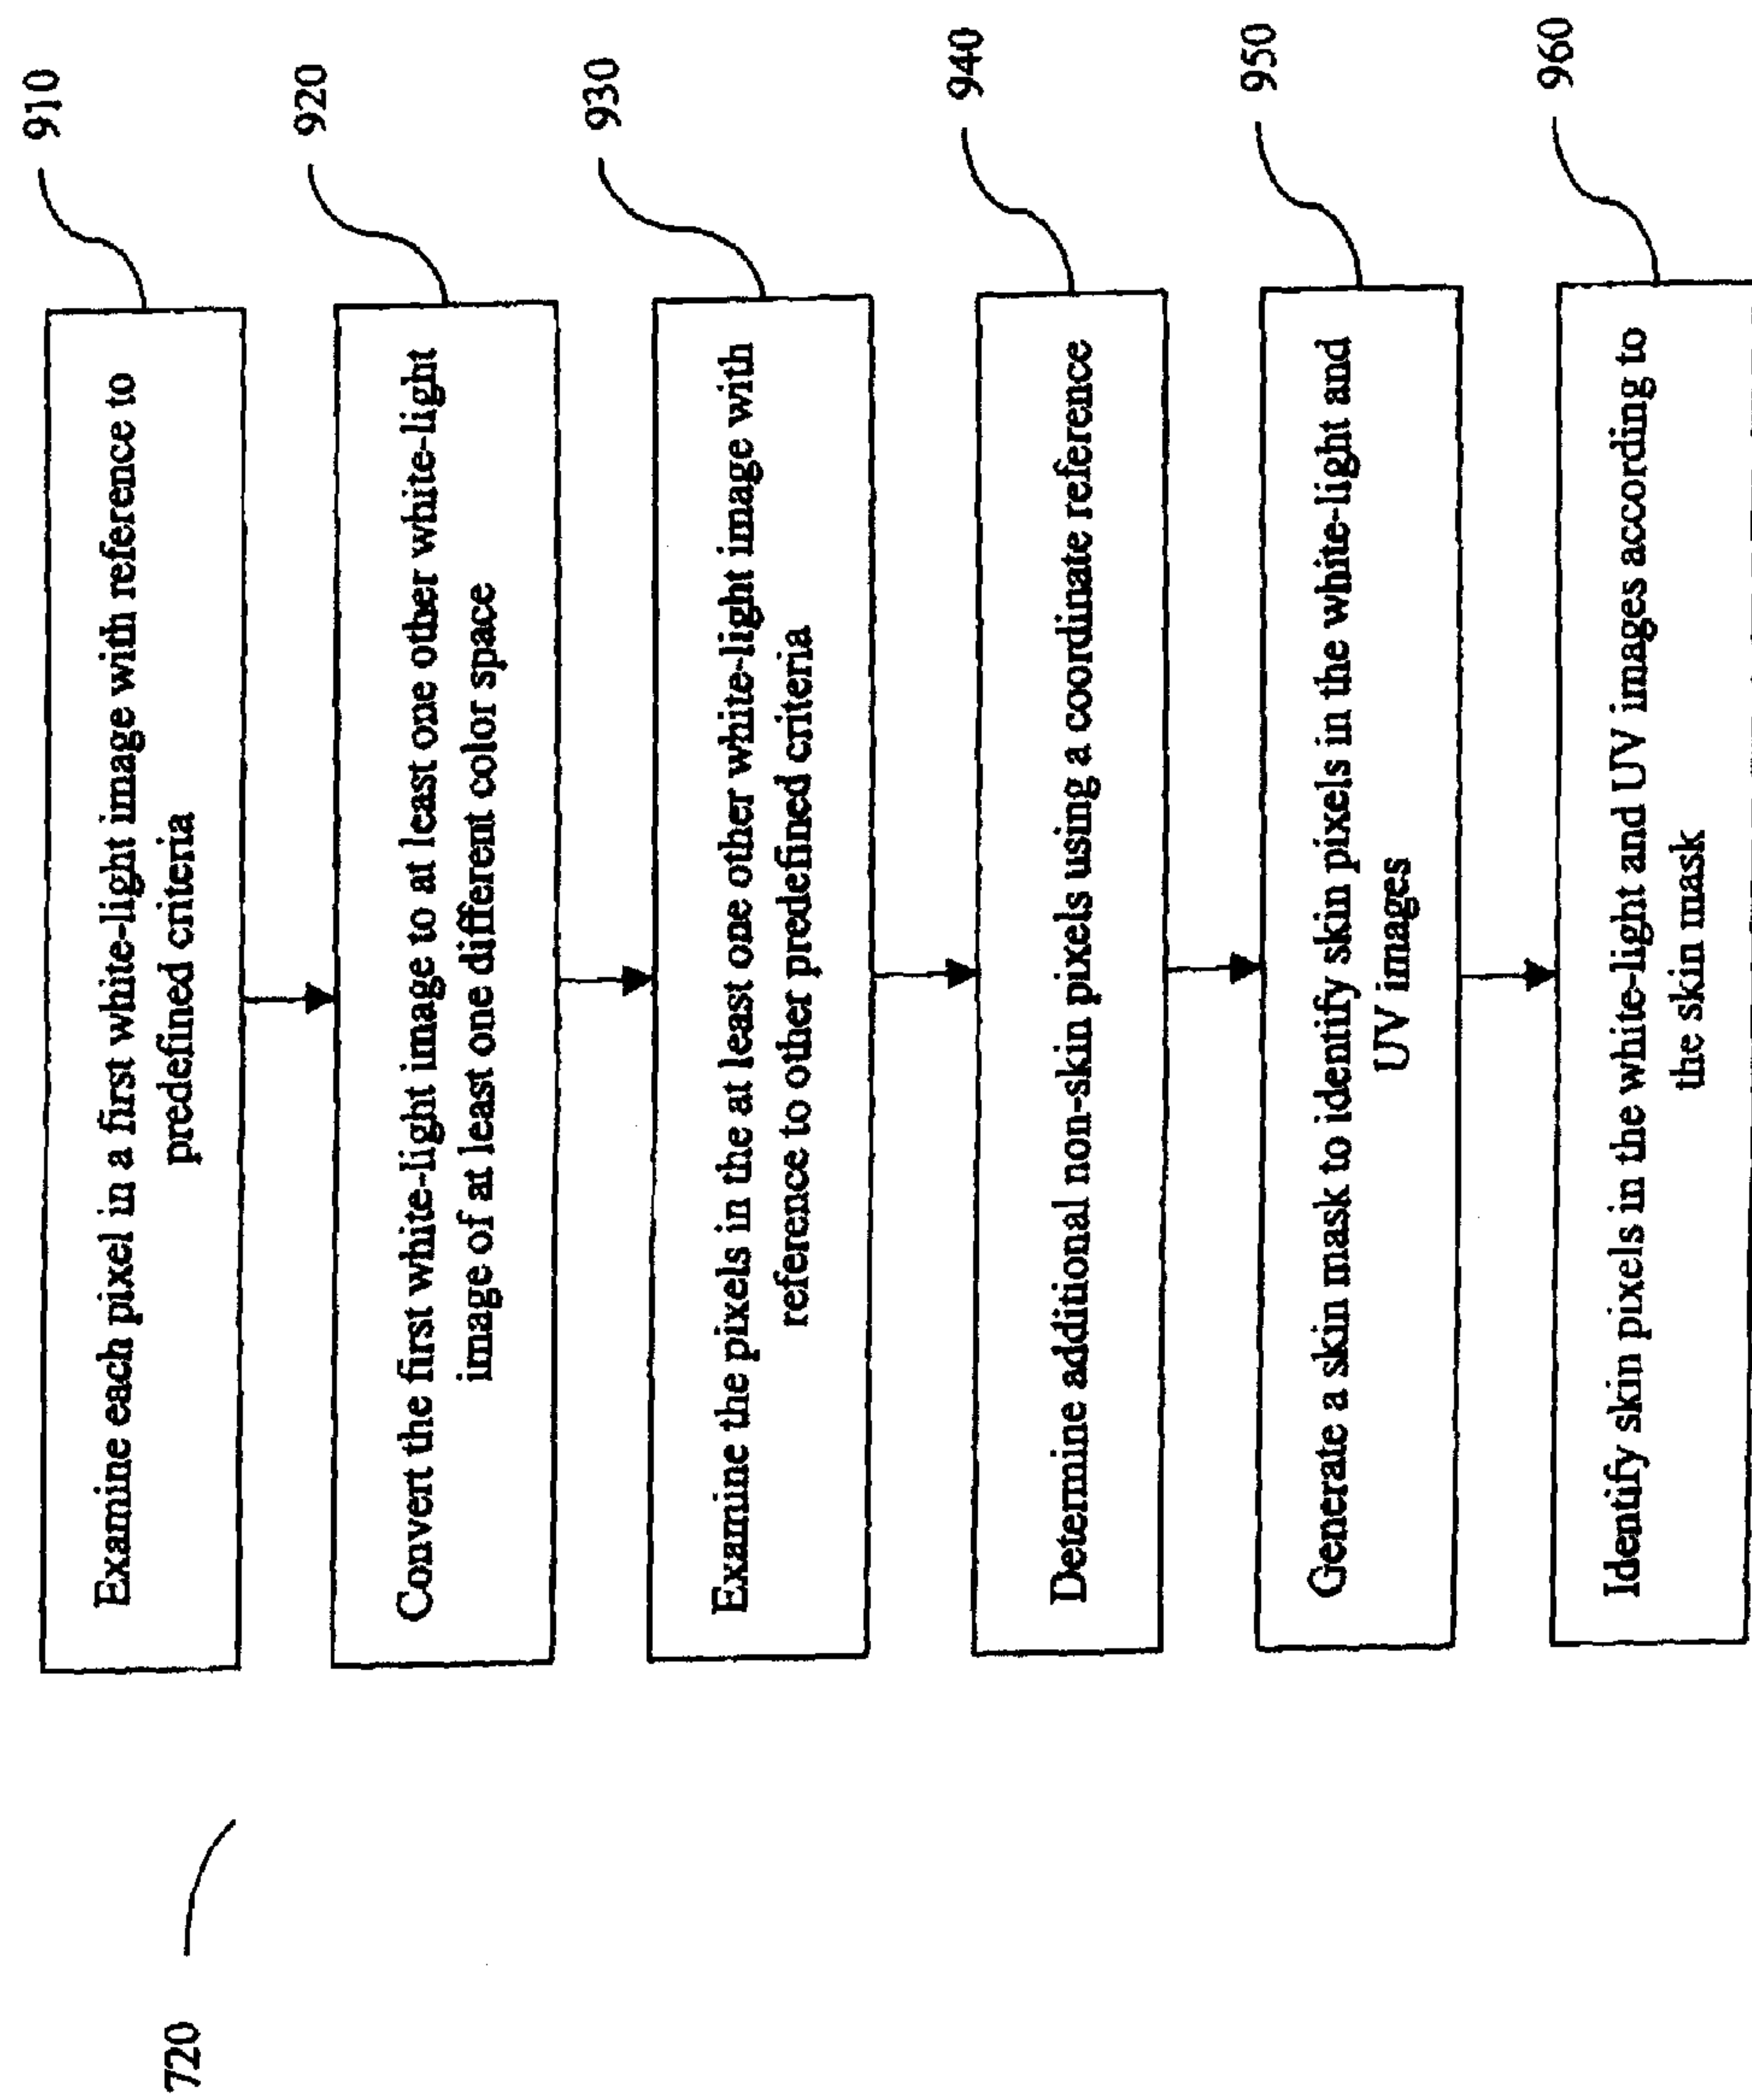 720
910
Examine each pixel in a first white-light image with reference to
predefined criteria
920
Convert the first white-light image to at least one other white-light
image of at least one different color space
930
Examine the pixels in the at least one other white-light image with
reference to other predefined criteria
940
Determine additional non-skin pixels using a coordinate reference
950
Generate a skin mask to identify skin pixels in the white-light and
UV images
960
Identify skin pixels in the white-light and UV images according to
the skin mask